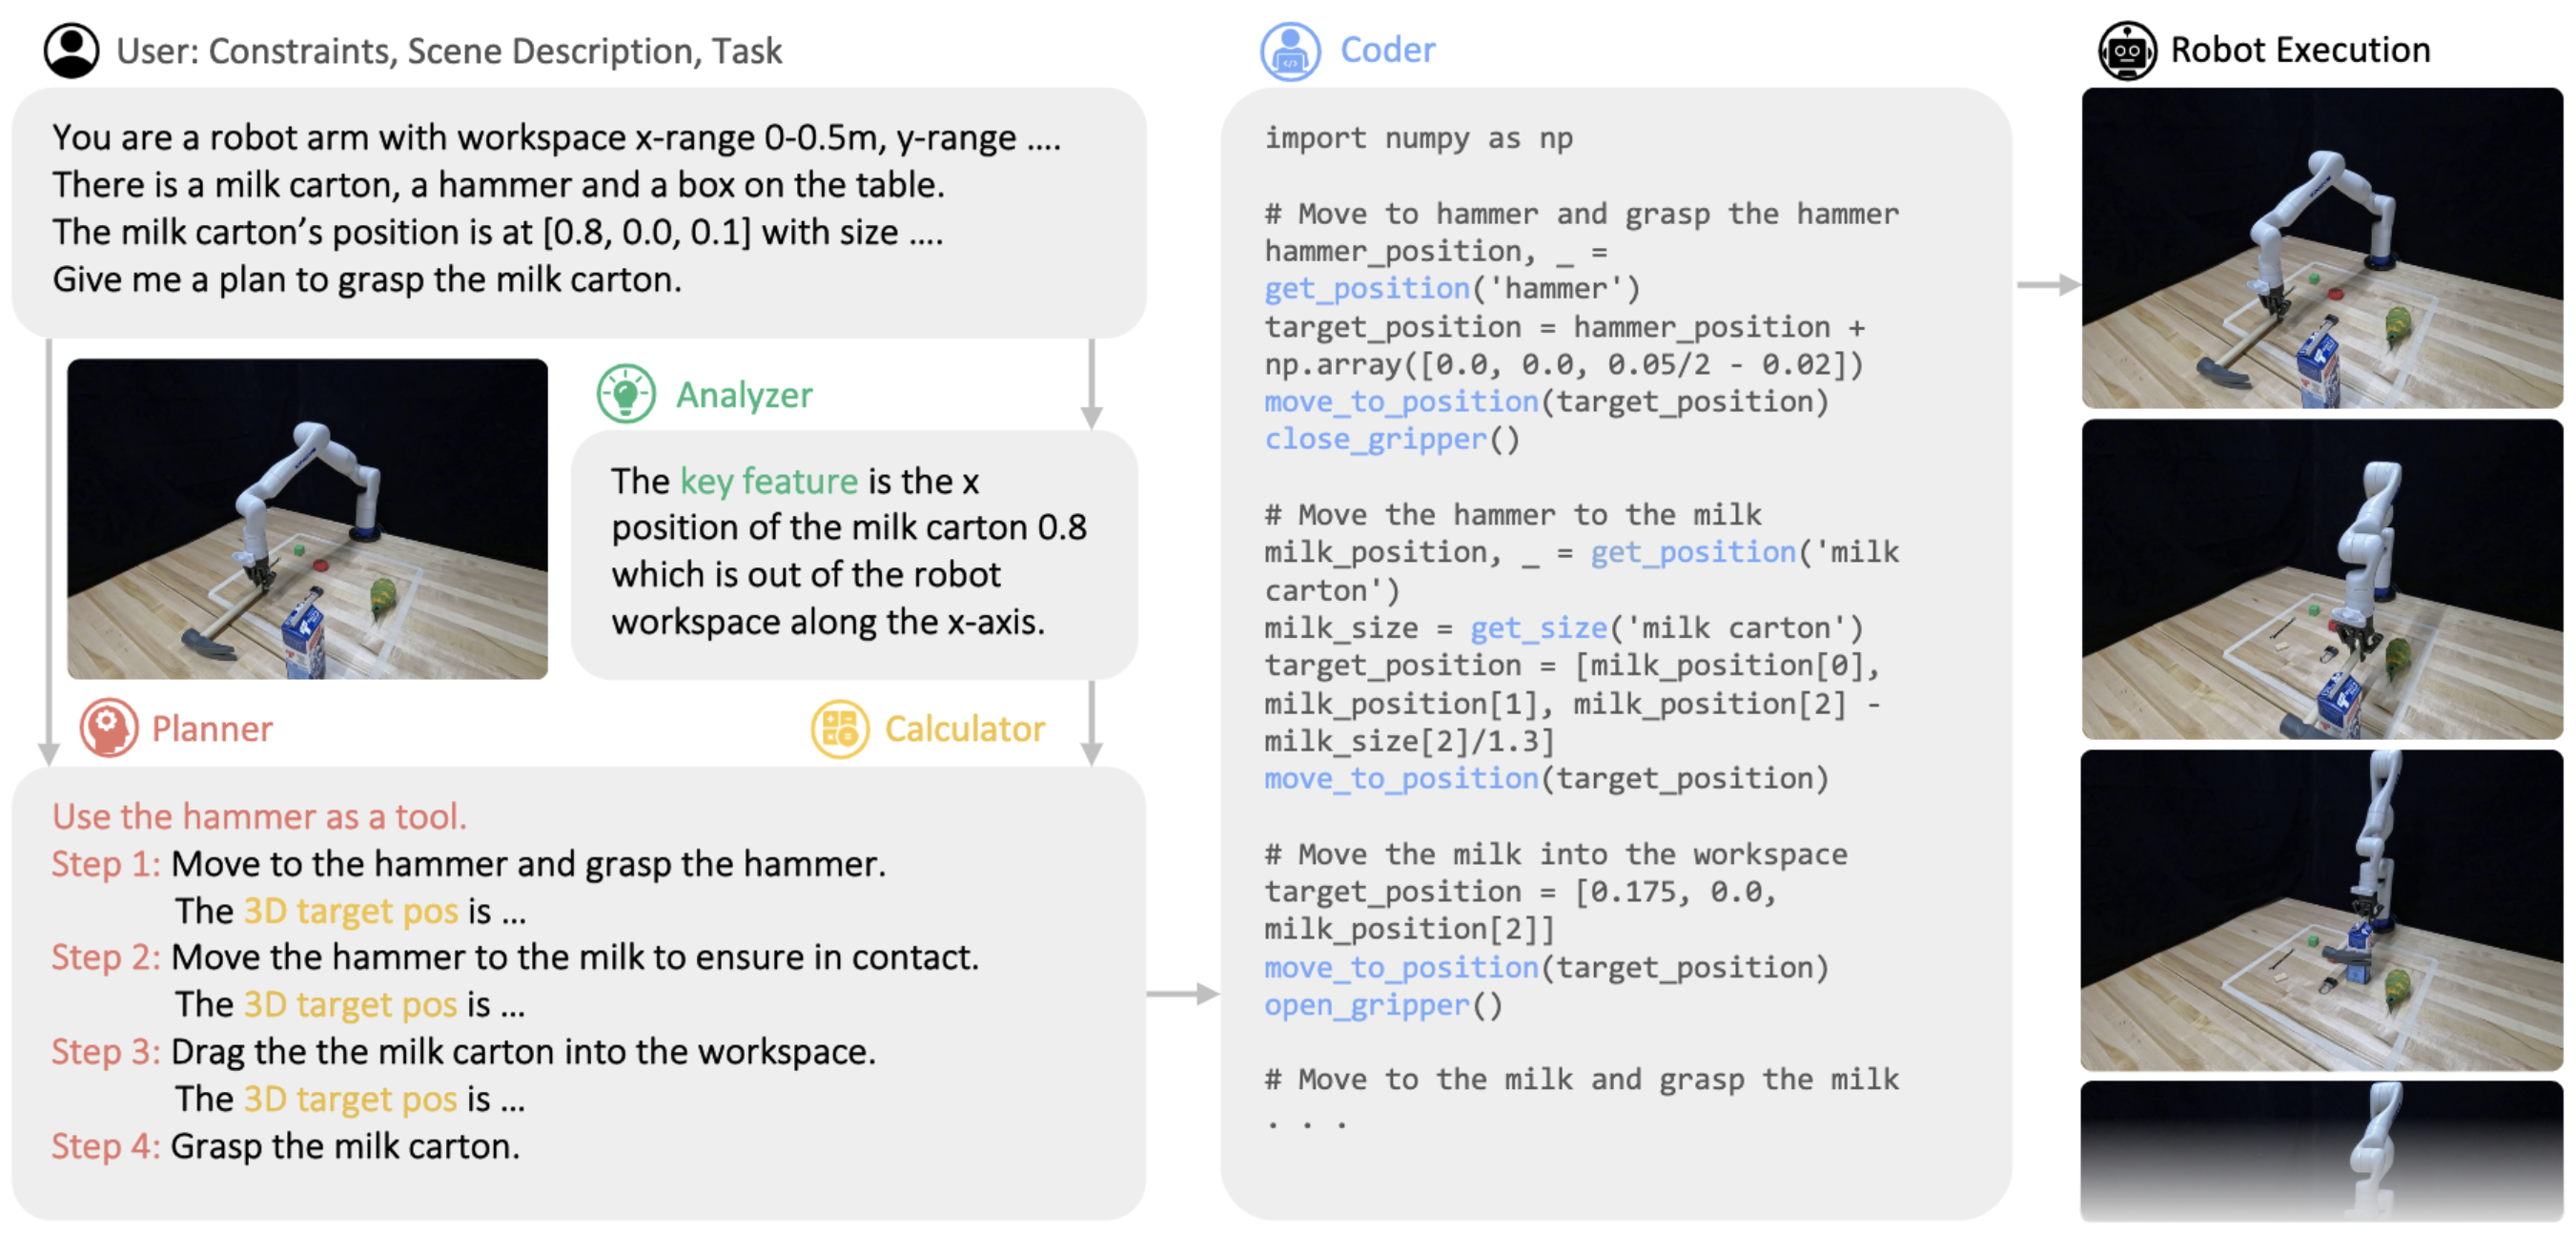 User: Constraints, Scene Description, Task
You are a robot arm with workspace x-range 0-0.5m, y-range ....
There is a milk carton, a hammer and a box on the table.
The milk carton’s position is at [0.8, 0.0, 0.1] with size ....
Give me a plan to grasp the milk carton.
Analyzer
The key feature is the x
position of the milk carton 0.8
which is out of the robot
workspace along the x-axis.
Planner
Calculator
Use the hammer as a tool.
Step 1: Move to the hammer and grasp the hammer.
The 3D target pos is ...
Step 2: Move the hammer to the milk to ensure in contact.
The 3D target pos is ...
Step 3: Drag the the milk carton into the workspace.
The 3D target pos is ...
Step 4: Grasp the milk carton.
Coder
import numpy as np
# Move to hammer and grasp the hammer
hammer_position, _ =
get_position('hammer')
target_position = hammer_position +
np.array([0.0, 0.0, 0.05/2 - 0.02])
move_to_position(target_position)
close_gripper()
# Move the hammer to the milk
milk_position, _ = get_position('milk
carton')
milk_size = get_size('milk carton')
target_position = [milk_position[0],
milk_position[1], milk_position[2] -
milk_size[2]/1.3]
move_to_position(target_position)
# Move the milk into the workspace
target_position = [0.175, 0.0,
milk_position[2]]
move_to_position(target_position)
open_gripper()
# Move to the milk and grasp the milk
. . .
Robot Execution